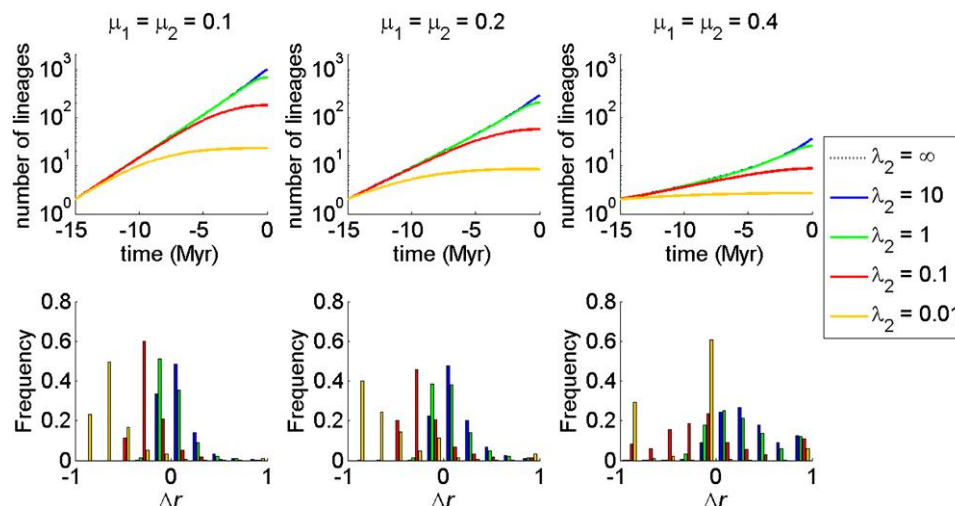 μ1 = μ2 = 0.1
μ1 = μ2 = 0.2
μ1 = μ2 = 0.4
number of lineages
10^3
10^2
10^1
10^0
-15 -10 -5 0
time (Myr)
number of lineages
10^3
10^2
10^1
10^0
-15 -10 -5 0
time (Myr)
number of lineages
10^3
10^2
10^1
10^0
-15 -10 -5 0
time (Myr)
λ2 = ∞
λ2 = 10
λ2 = 1
λ2 = 0.1
λ2 = 0.01
Frequency
0.8
0.6
0.4
0.2
0
-1 0 1
Δr
Frequency
0.8
0.6
0.4
0.2
0
-1 0 1
Δr
Frequency
0.8
0.6
0.4
0.2
0
-1 0 1
Δr